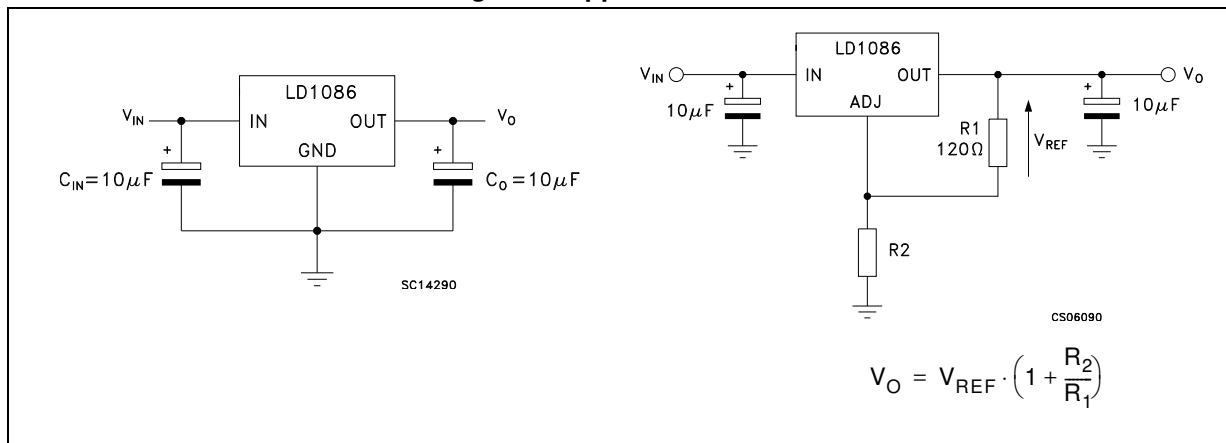 LD1086
V_IN
IN
OUT
V_O
GND
+
+
C_IN=10μF
C_O=10μF
SC14290
LD1086
V_IN
IN
OUT
V_O
ADJ
+
+
10μF
10μF
R1
120Ω
V_REF
R2
CS06090
V_O = V_REF · (1 + R_2/R_1)